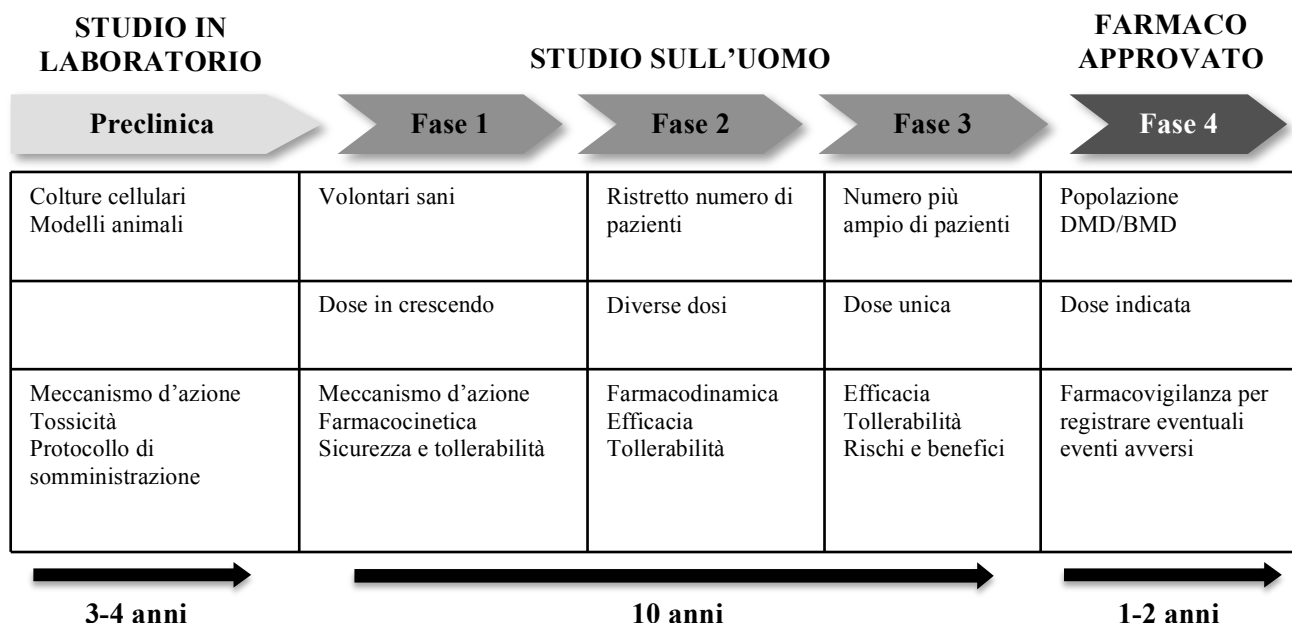 STUDIO IN
LABORATORIO
STUDIO SULL’UOMO
FARMACO
APPROVATO
Preclinica
Fase 1
Fase 2
Fase 3
Fase 4
Colture cellulari
Modelli animali
Volontari sani
Ristretto numero di
pazienti
Numero più
ampio di pazienti
Popolazione
DMD/BMD
Dose in crescendo
Diverse dosi
Dose unica
Dose indicata
Meccanismo d’azione
Tossicità
Protocollo di
somministrazione
Meccanismo d’azione
Farmacocinetica
Sicurezza e tollerabilità
Farmacodinamica
Efficacia
Tollerabilità
Efficacia
Tollerabilità
Rischi e benefici
Farmacovigilanza per
registrare eventuali
eventi avversi
3-4 anni
10 anni
1-2 anni